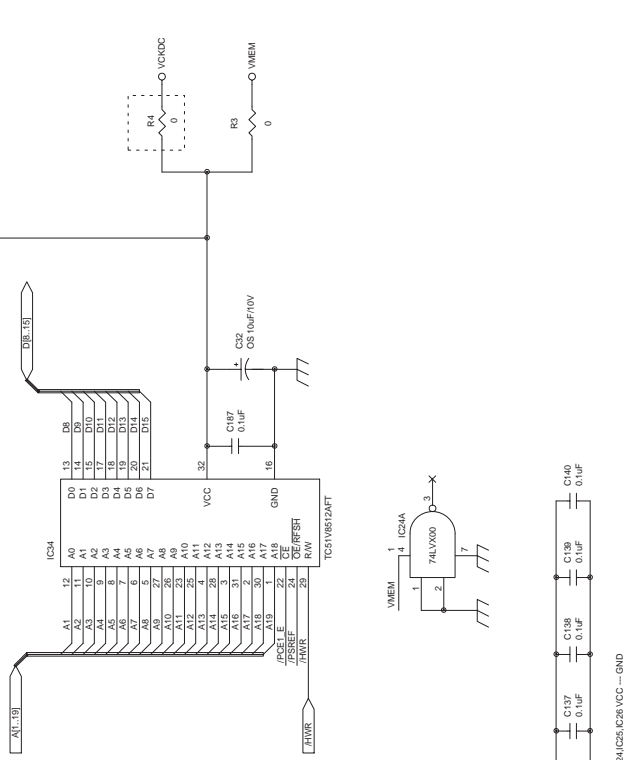 VCKDC
R4
0
VMEM
R3
0
D[8..15]
C32
OS 10uF/10V
+
C187
0.1uF
D8
D9
D10
D11
D12
D13
D14
D15
13
14
15
17
18
19
20
21
32
16
IC34
D0
D1
D2
D3
D4
D5
D6
D7
VCC
GND
A0
A1
A2
A3
A4
A5
A6
A7
A8
A9
A10
A11
A12
A13
A14
A15
A16
A17
A18
CE
OE/RFSH
R/W
TC51V8512AFT
12
11
10
9
8
7
6
5
27
26
23
25
4
28
3
31
2
30
1
22
24
29
A1
A2
A3
A4
A5
A6
A7
A8
A9
A10
A11
A12
A13
A14
A15
A16
A17
A18
A19
/PCE1_E
/PSREF
/HWR
A[1..19]
/HWR
VMEM
1
4
IC24A
74LVX00
1
2
3
7
C137
0.1uF
C138
0.1uF
C139
0.1uF
C140
0.1uF
24,IC25,IC26 VCC --- GND